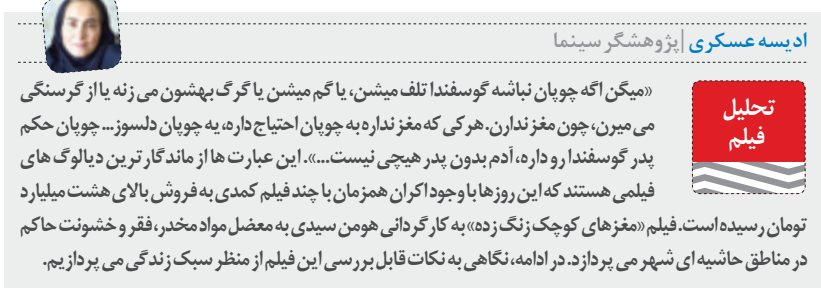 ادیسه عسکری |پژوهشگر سینما
تحلیل
فیلم
«میگن اگه چوپان نباشه گوسفندا تلف میشن، یا گم میشن یا گرگ بهشون می زنه یا از گرسنگی
می میرن، چون مغز ندارن. هر کی که مغز نداره به چوپان احتیاج داره، یه چوپان دلسوز... چوپان حکم
پدر گوسفندا رو داره، آدم بدون پدر هیچی نیست...». این عبارت ها از ماندگار ترین دیالوگ های
فیلمی هستند که این روزها با وجود اکران همزمان با چند فیلم کمدی به فروش بالای هشت میلیارد
تومان رسیده است. فیلم «مغزهای کوچک زنگ زده» به کارگردانی هومن سیدی به معضل مواد مخدر، فقر و خشونت حاکم
در مناطق حاشیه ای شهر می پردازد. در ادامه، نگاهی به نکات قابل بررسی این فیلم از منظر سبک زندگی می پردازیم.